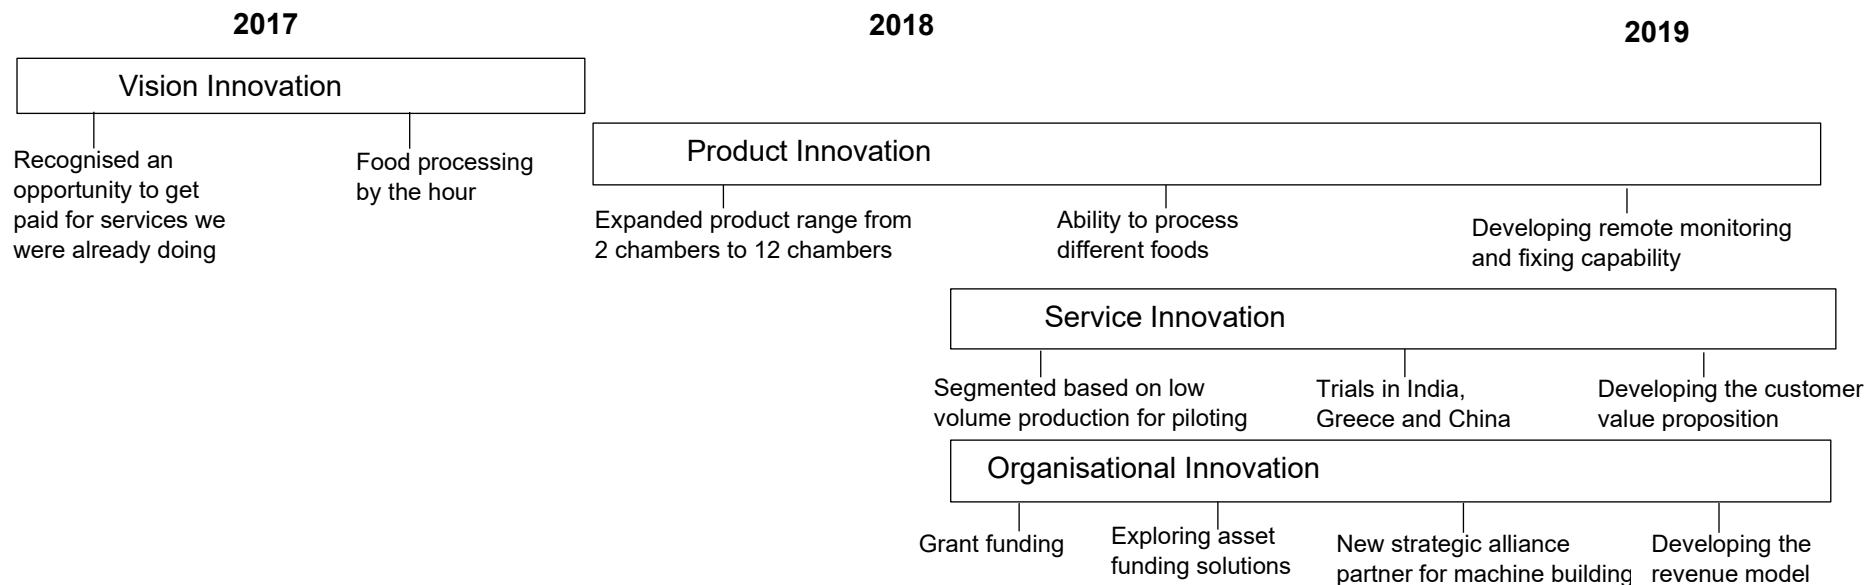 2017
2018
2019
Vision Innovation
Recognised an
opportunity to get
paid for services we
were already doing
Food processing
by the hour
Product Innovation
Expanded product range from
2 chambers to 12 chambers
Ability to process
different foods
Developing remote monitoring
and fixing capability
Service Innovation
Segmented based on low
volume production for piloting
Trials in India,
Greece and China
Developing the customer
value proposition
Organisational Innovation
Grant funding
Exploring asset
funding solutions
New strategic alliance
partner for machine building
Developing the
revenue model